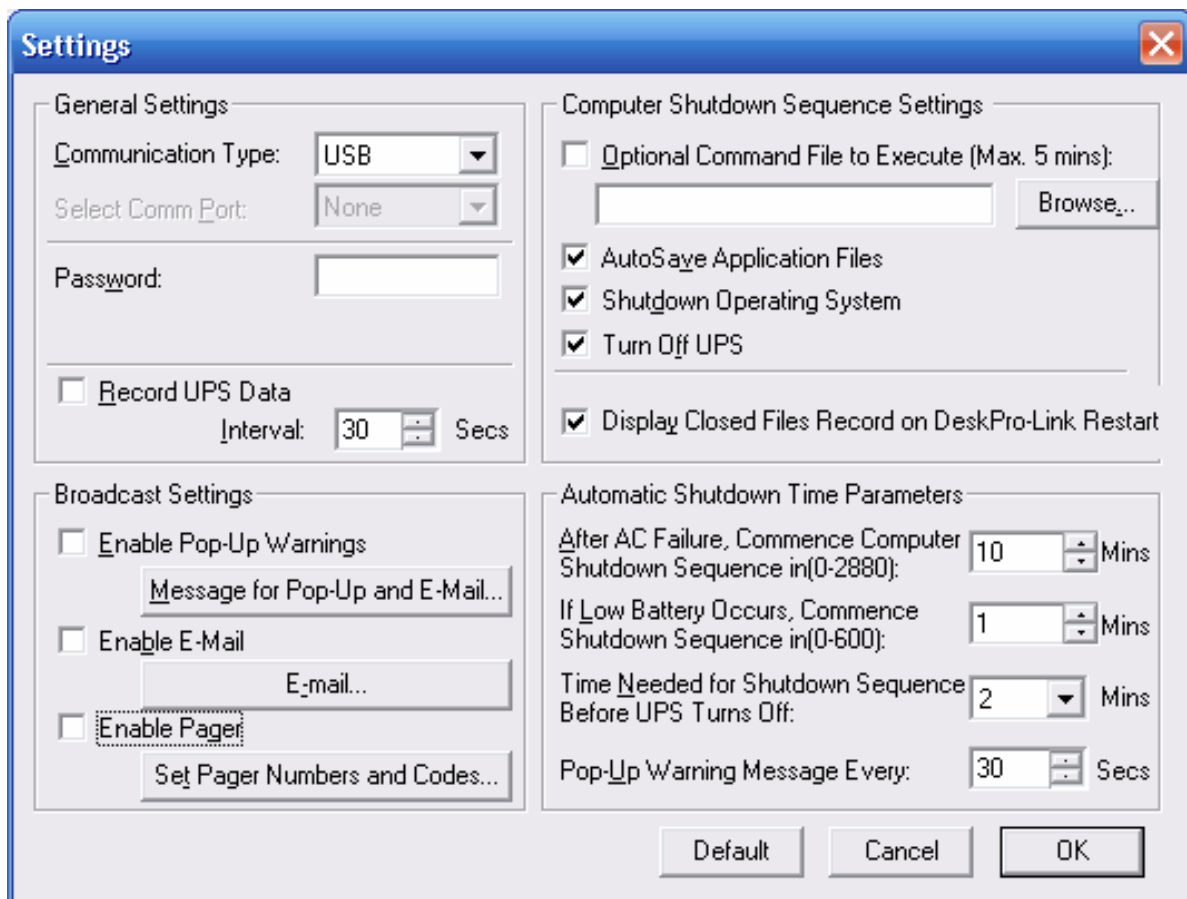 Settings
General Settings
Communication Type: USB
Select Comm Port: None
Password:
Record UPS Data
Interval: 30 Secs
Computer Shutdown Sequence Settings
Optional Command File to Execute (Max. 5 mins):
Browse...
AutoSave Application Files
Shutdown Operating System
Turn Off UPS
Display Closed Files Record on DeskPro-Link Restart
Broadcast Settings
Enable Pop-Up Warnings
Message for Pop-Up and E-Mail...
Enable E-Mail
E-mail...
Enable Pager
Set Pager Numbers and Codes...
Automatic Shutdown Time Parameters
After AC Failure, Commence Computer
Shutdown Sequence in(0-2880): 10 Mins
If Low Battery Occurs, Commence
Shutdown Sequence in(0-600): 1 Mins
Time Needed for Shutdown Sequence
Before UPS Turns Off: 2 Mins
Pop-Up Warning Message Every: 30 Secs
Default Cancel OK